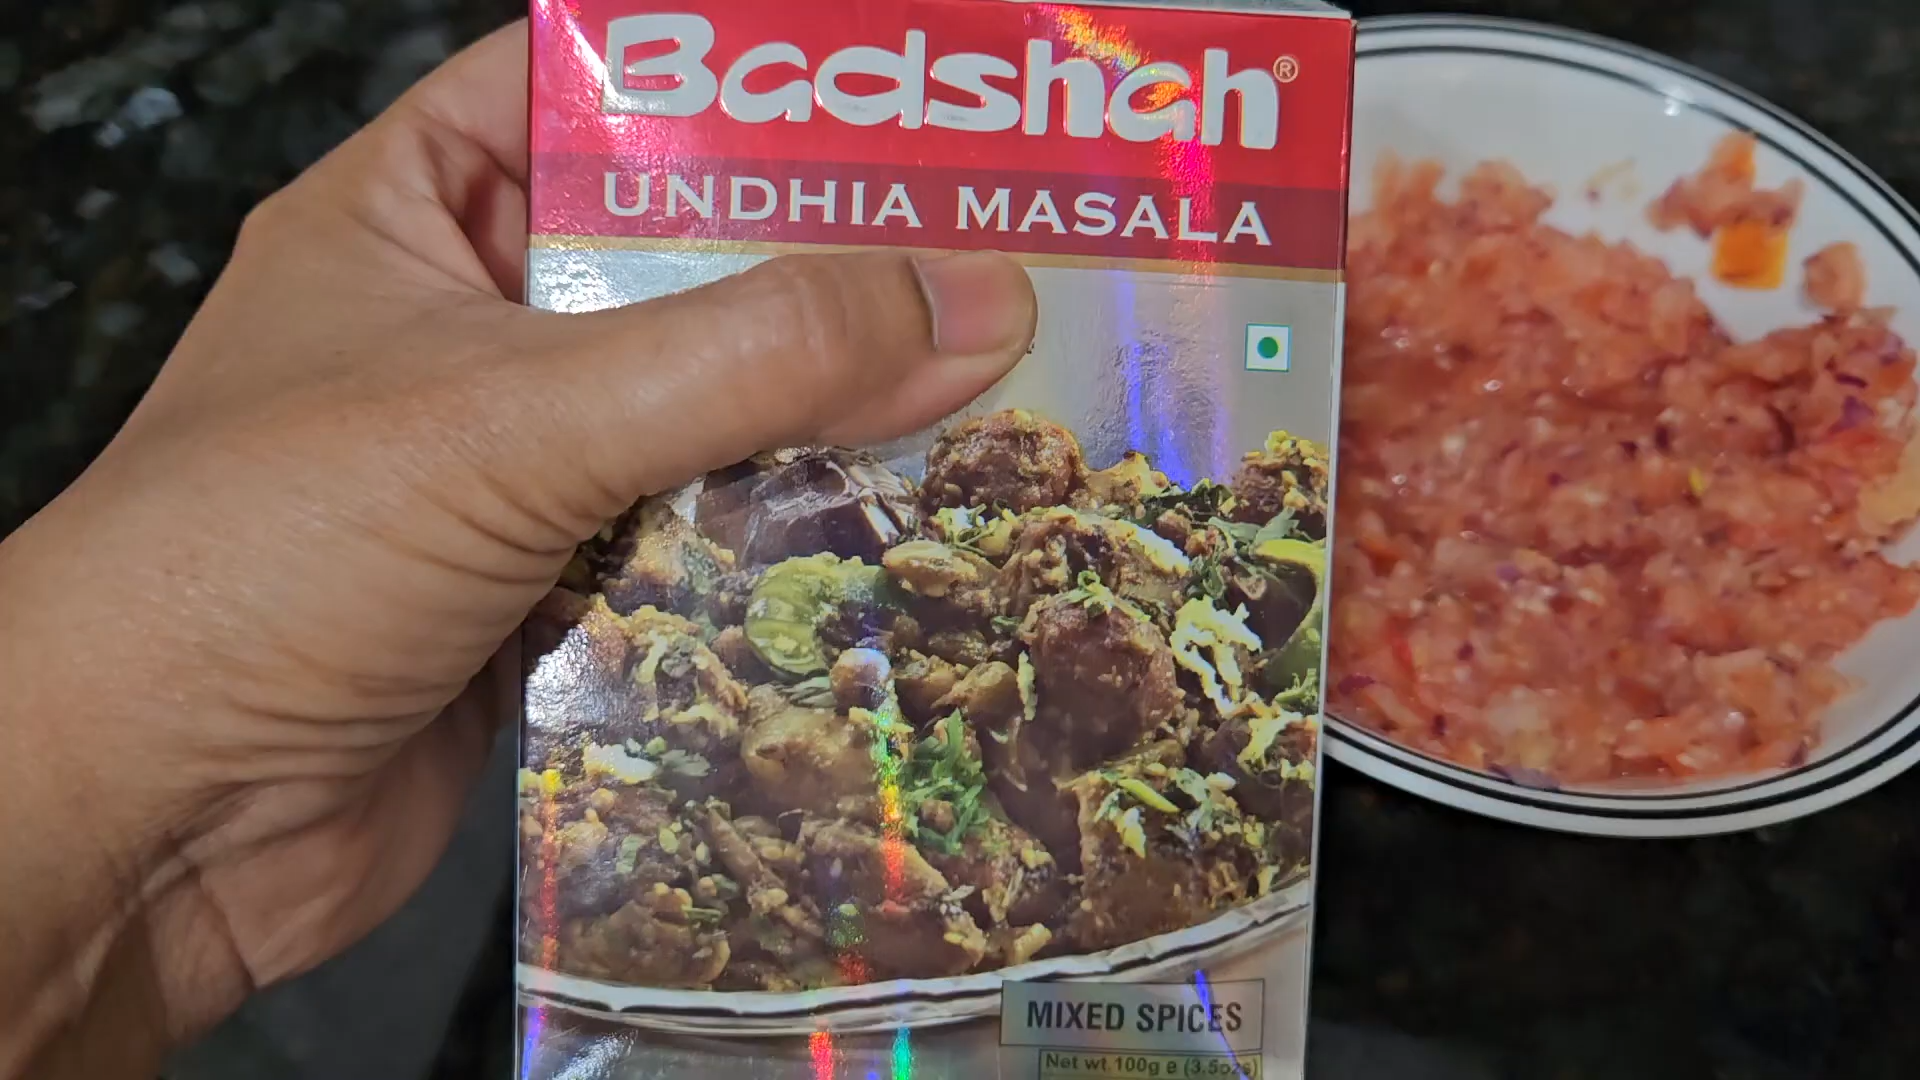 Badshah®
UNDHIA MASALA
MIXED SPICES
Net wt.100g e (3.5ozs)